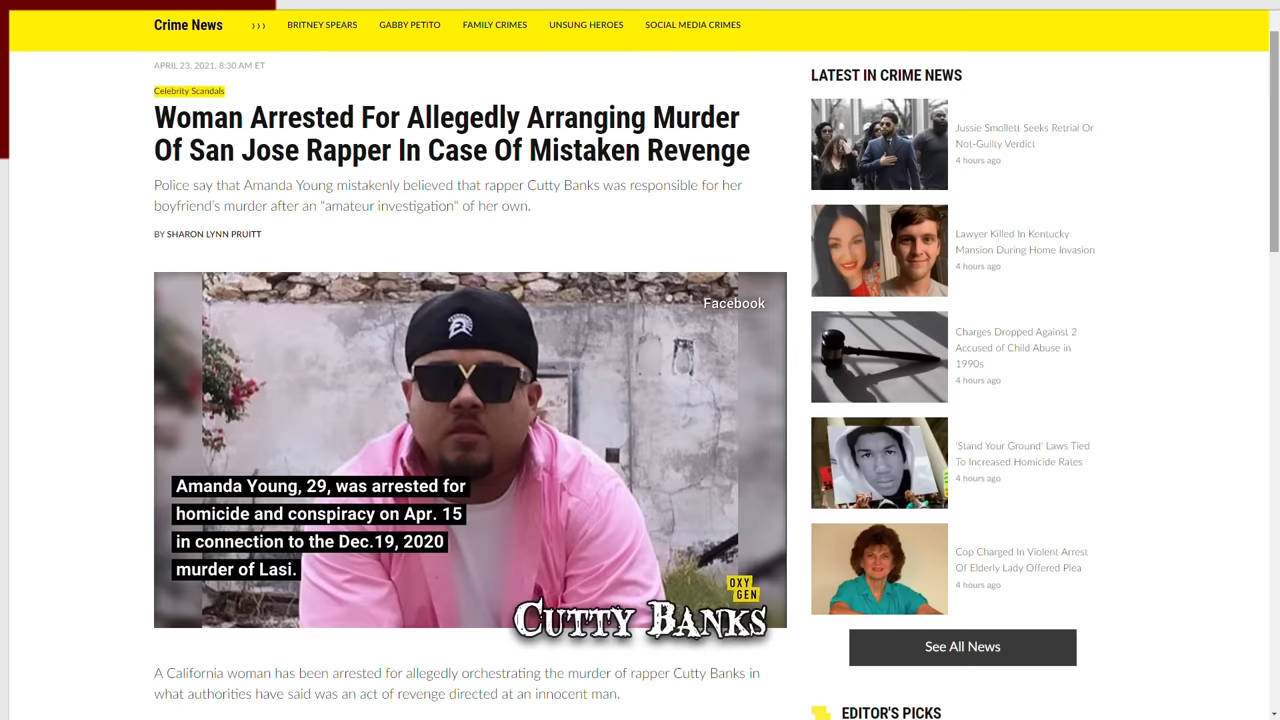 Crime News
›››
BRITNEY SPEARS
GABBY PETITO
FAMILY CRIMES
UNSUNG HEROES
SOCIAL MEDIA CRIMES
APRIL 23, 2021, 8:30 AM ET
Celebrity Scandals
Woman Arrested For Allegedly Arranging Murder
Of San Jose Rapper In Case Of Mistaken Revenge
Police say that Amanda Young mistakenly believed that rapper Cutty Banks was responsible for her
boyfriend’s murder after an "amateur investigation" of her own.
BY SHARON LYNN PRUITT
Facebook
Amanda Young, 29, was arrested for
homicide and conspiracy on Apr. 15
in connection to the Dec.19, 2020
murder of Lasi.
OXY
GEN
CUTTY BANKS
A California woman has been arrested for allegedly orchestrating the murder of rapper Cutty Banks in
what authorities have said was an act of revenge directed at an innocent man.
LATEST IN CRIME NEWS
Jussie Smollett Seeks Retrial Or
Not-Guilty Verdict
4 hours ago
Lawyer Killed In Kentucky
Mansion During Home Invasion
4 hours ago
Charges Dropped Against 2
Accused of Child Abuse in
1990s
4 hours ago
'Stand Your Ground' Laws Tied
To Increased Homicide Rates
4 hours ago
Cop Charged In Violent Arrest
Of Elderly Lady Offered Plea
4 hours ago
See All News
EDITOR'S PICKS